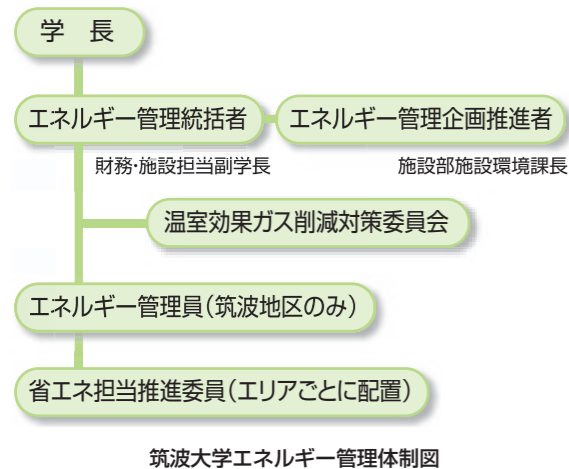 学　長
エネルギー管理統括者
エネルギー管理企画推進者
財務・施設担当副学長
施設部施設環境課長
温室効果ガス削減対策委員会
エネルギー管理員（筑波地区のみ）
省エネ担当推進委員（エリアごとに配置）
筑波大学エネルギー管理体制図